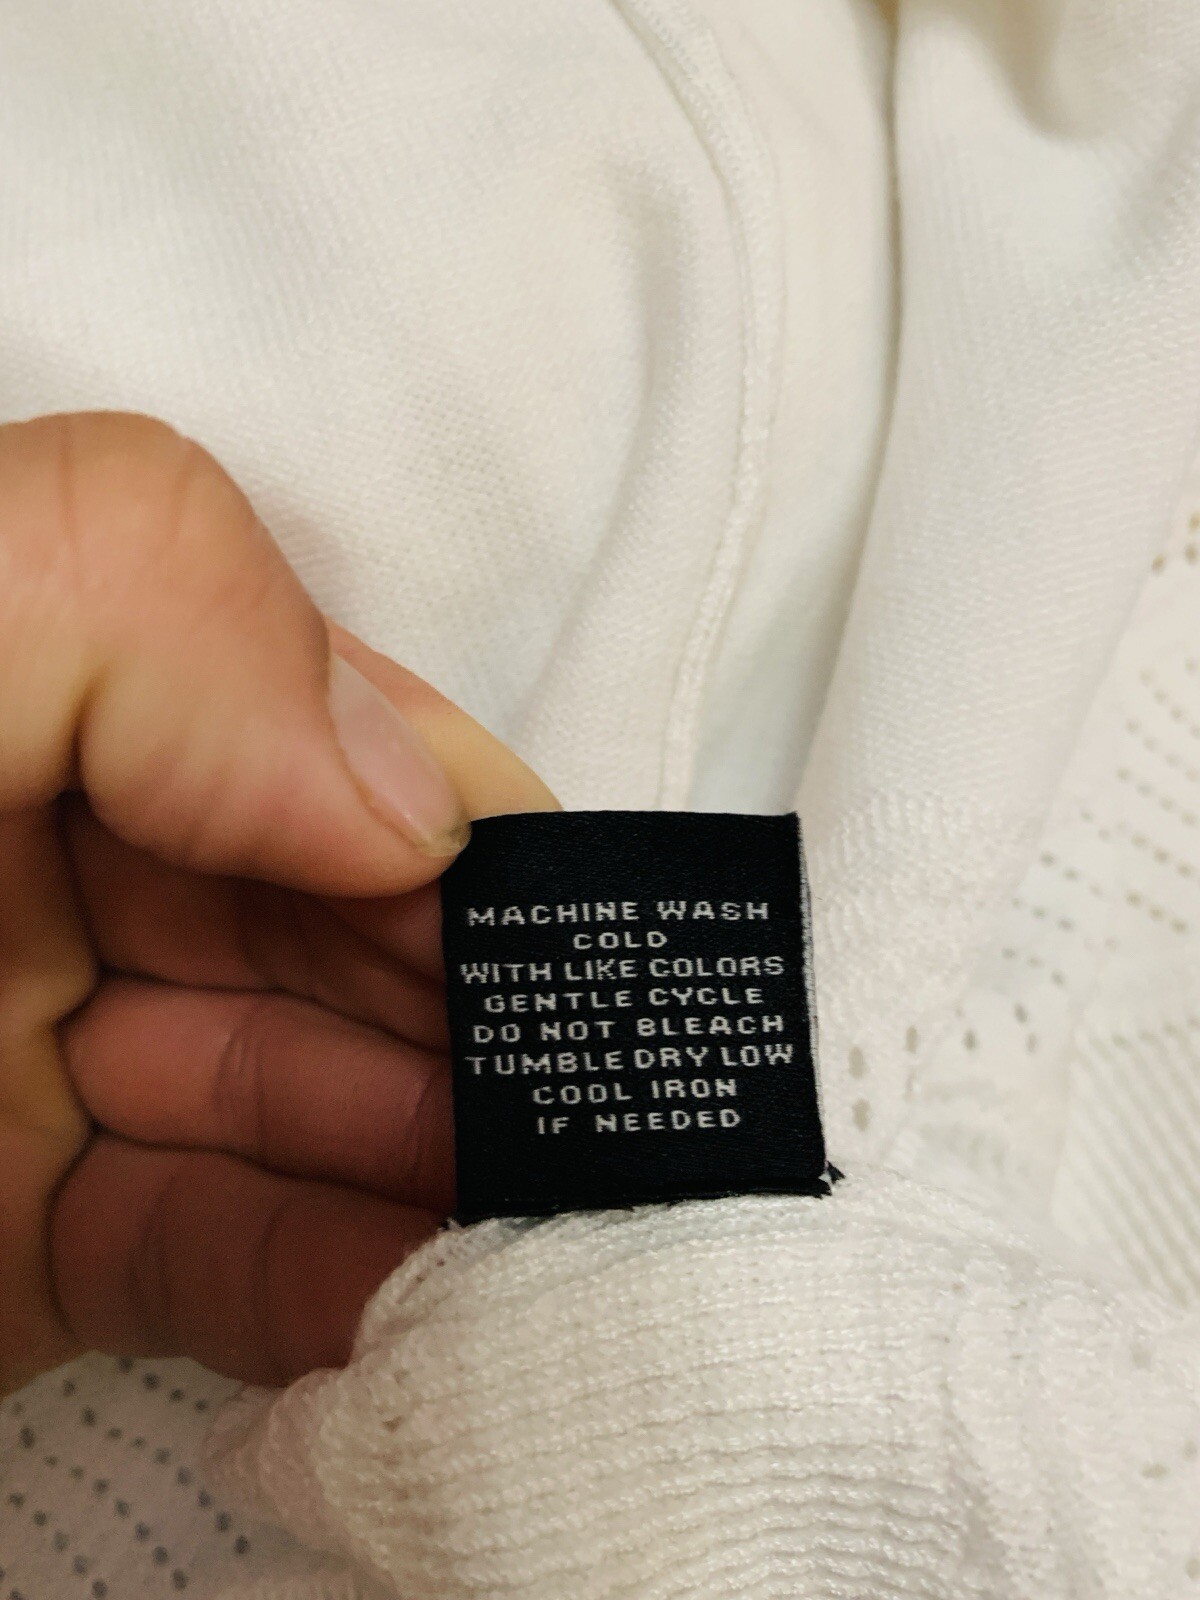 MACHINE WASH
COLD
WITH LIKE COLORS
GENTLE CYCLE
DO NOT BLEACH
TUMBLE DRY LOW
COOL IRON
IF NEEDED